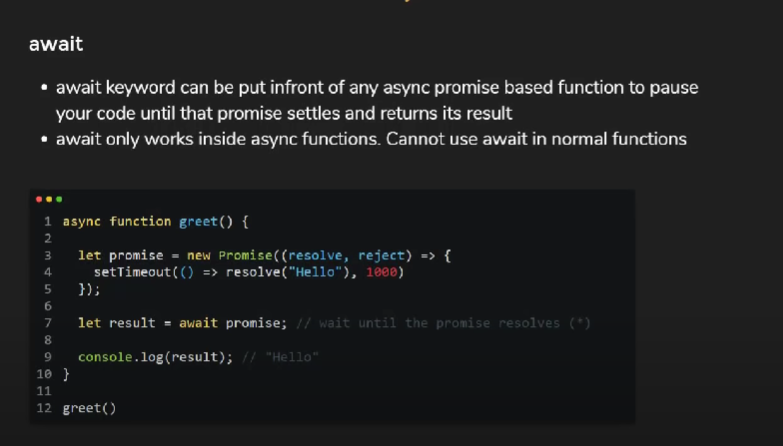 await
• await keyword can be put infront of any async promise based function to pause
your code until that promise settles and returns its result
• await only works inside async functions. Cannot use await in normal functions
1 async function greet() {
2
3   let promise = new Promise((resolve, reject) => {
4     setTimeout(() => resolve("Hello"), 1000)
5   });
6
7   let result = await promise; // wait until the promise resolves (*)
8
9   console.log(result); // "Hello"
10 }
11
12 greet()